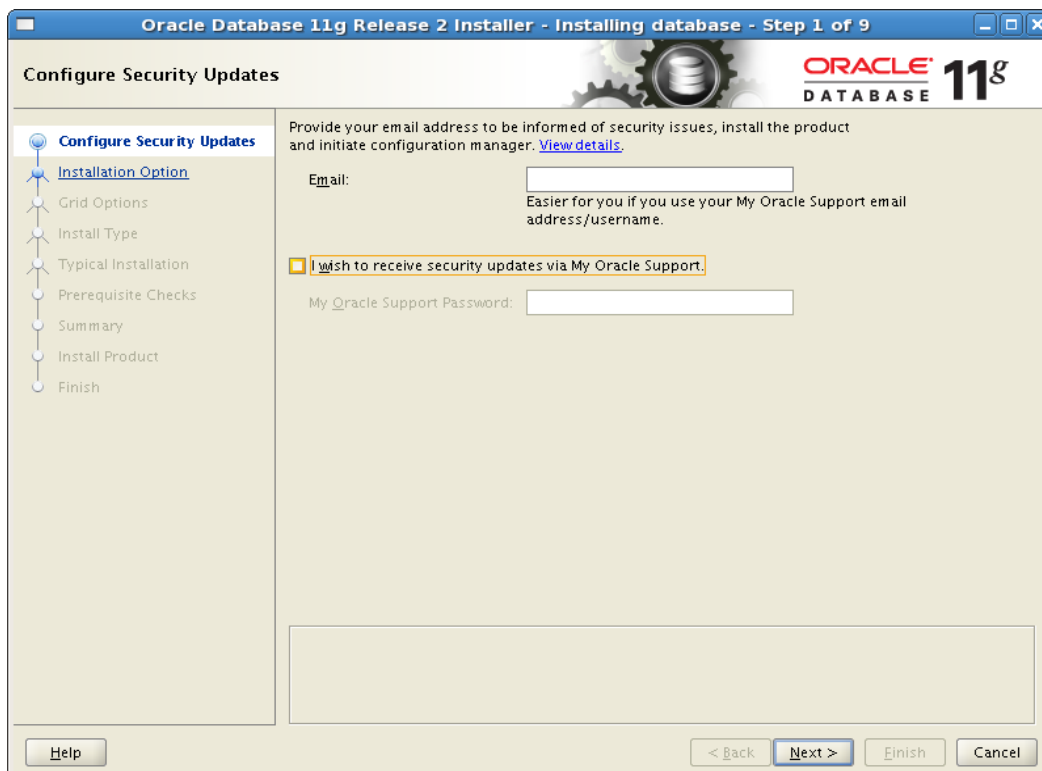 Oracle Database 11g Release 2 Installer - Installing database - Step 1 of 9
Configure Security Updates
ORACLE
DATABASE
11g
Configure Security Updates
Installation Option
Grid Options
Install Type
Typical Installation
Prerequisite Checks
Summary
Install Product
Finish
Provide your email address to be informed of security issues, install the product
and initiate configuration manager. View details.
Email:
Easier for you if you use your My Oracle Support email
address/username.
I wish to receive security updates via My Oracle Support.
My Oracle Support Password:
Help
< Back
Next >
Finish
Cancel